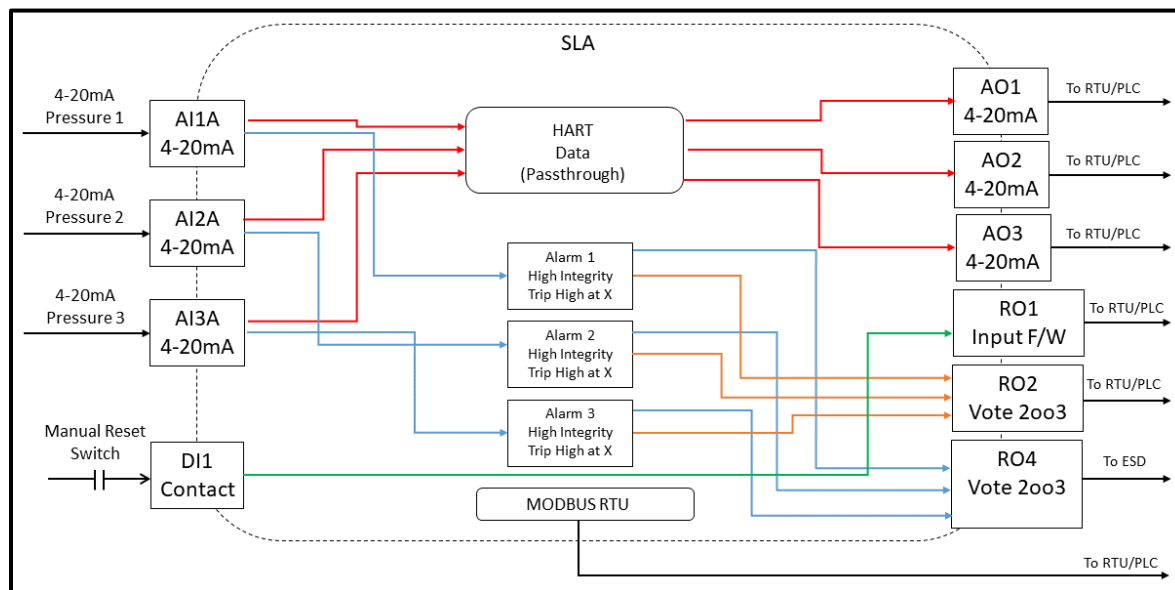 SLA
4-20mA
Pressure 1
AI1A
4-20mA
HART
Data
(Passthrough)
AO1
4-20mA
To RTU/PLC
AO2
4-20mA
To RTU/PLC
4-20mA
Pressure 2
AI2A
4-20mA
AO3
4-20mA
To RTU/PLC
Alarm 1
High Integrity
Trip High at X
4-20mA
Pressure 3
AI3A
4-20mA
RO1
Input F/W
To RTU/PLC
Alarm 2
High Integrity
Trip High at X
RO2
Vote 2oo3
To RTU/PLC
Alarm 3
High Integrity
Trip High at X
Manual Reset
Switch
DI1
Contact
RO4
Vote 2oo3
To ESD
MODBUS RTU
To RTU/PLC